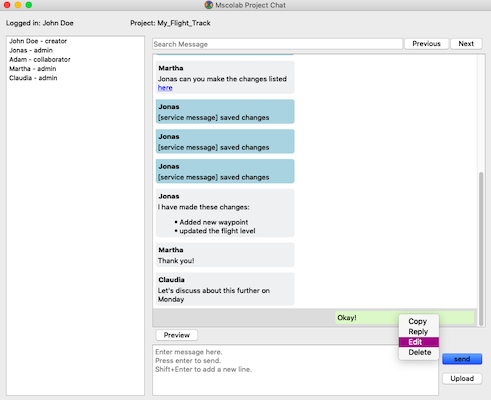 Mscolab Project Chat
Logged in: John Doe
Project: My_Flight_Track
John Doe - creator
Jonas - admin
Adam - collaborator
Martha - admin
Claudia - admin
Search Message
Previous
Next
Martha
Jonas can you make the changes listed
here
Jonas
[service message] saved changes
Jonas
[service message] saved changes
Jonas
[service message] saved changes
Jonas
I have made these changes:
• Added new waypoint
• updated the flight level
Martha
Thank you!
Claudia
Let's discuss about this further on
Monday
Okay!
Copy
Reply
Edit
Delete
Preview
Enter message here.
Press enter to send.
Shift+Enter to add a new line.
send
Upload